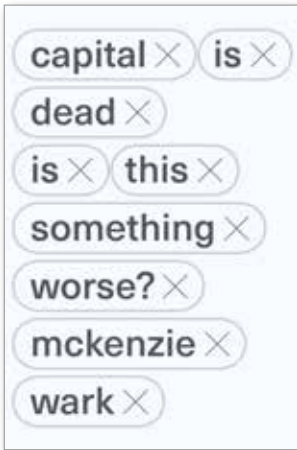 capital × is ×
dead ×
is × this ×
something ×
worse? ×
mckenzie ×
wark ×